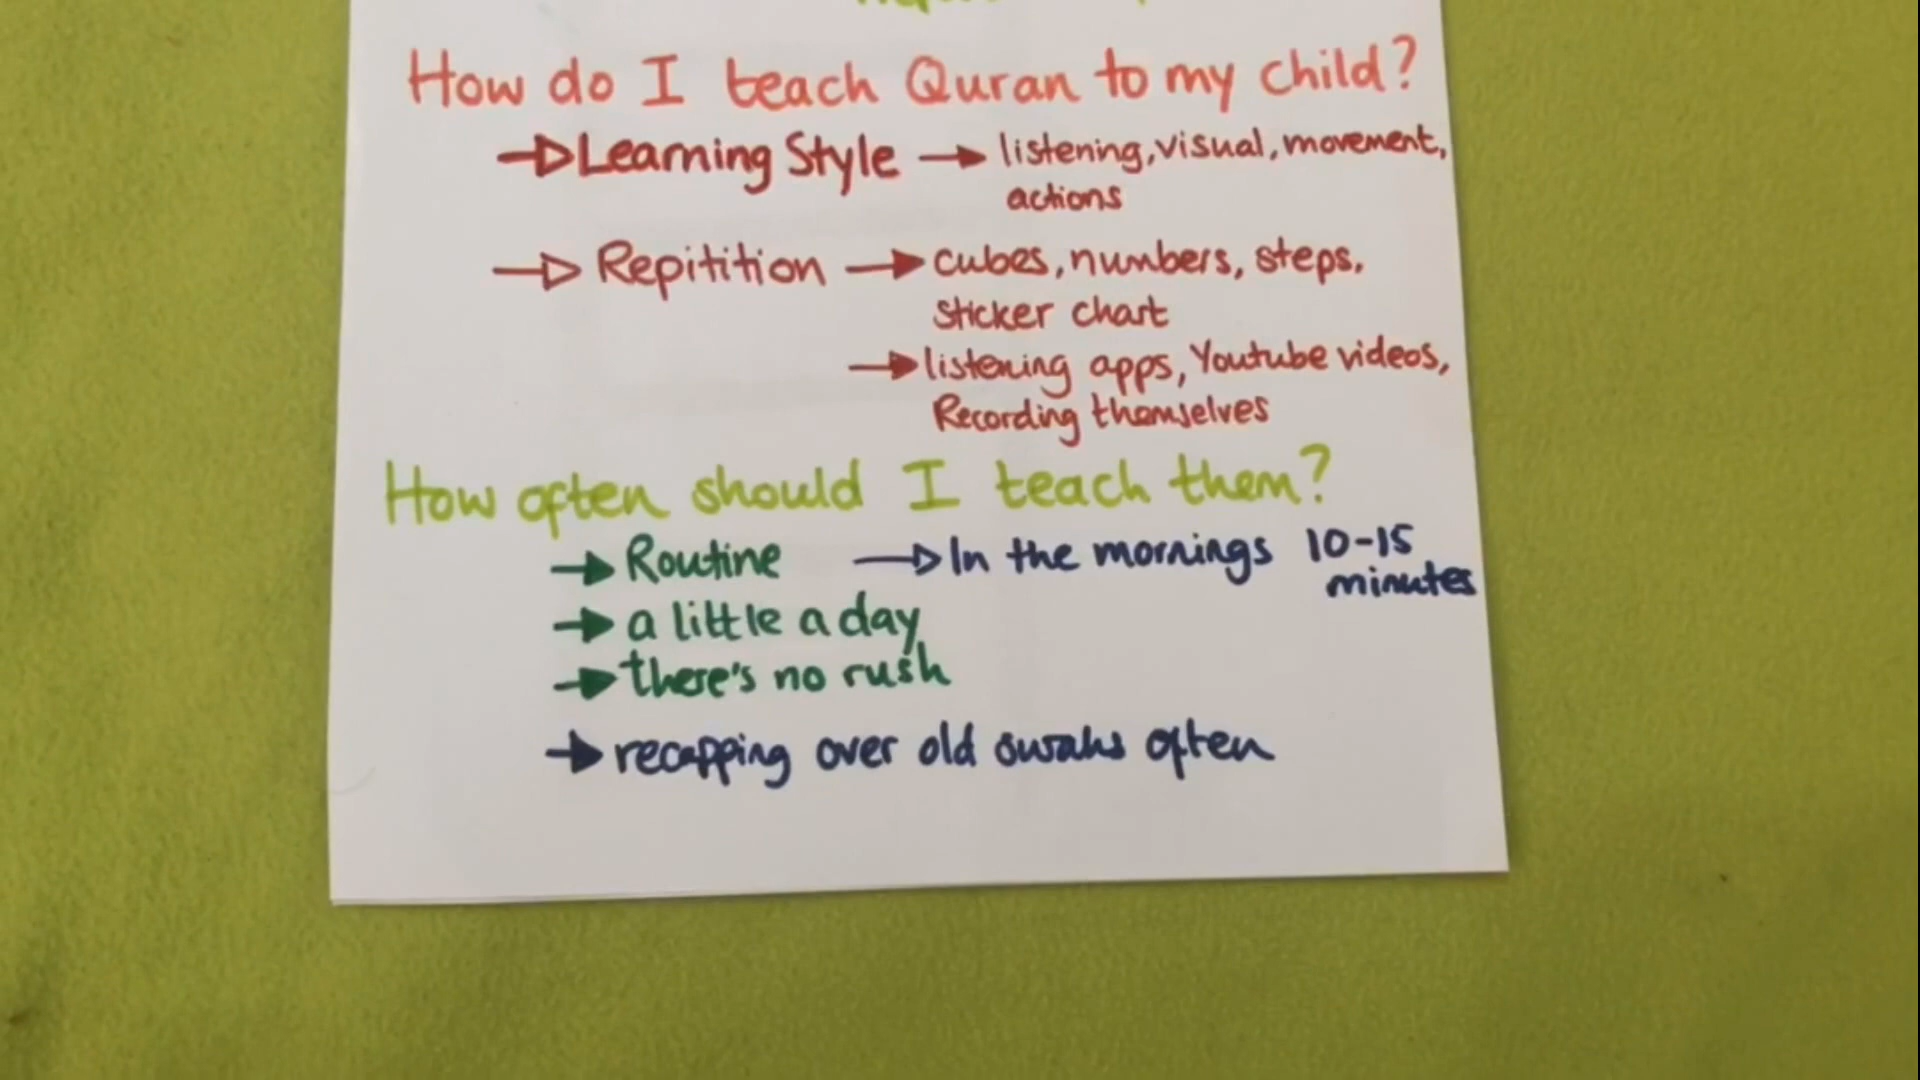 How do I teach Quran to my child?
Learning Style → listening, visual, movement,
actions
Repitition → cubes, numbers, steps,
sticker chart
→ listening apps, Youtube videos,
Recording themselves
How often should I teach them?
→ Routine → In the mornings 10-15
minutes
→ a little a day
→ there's no rush
→ recapping over old surahs often